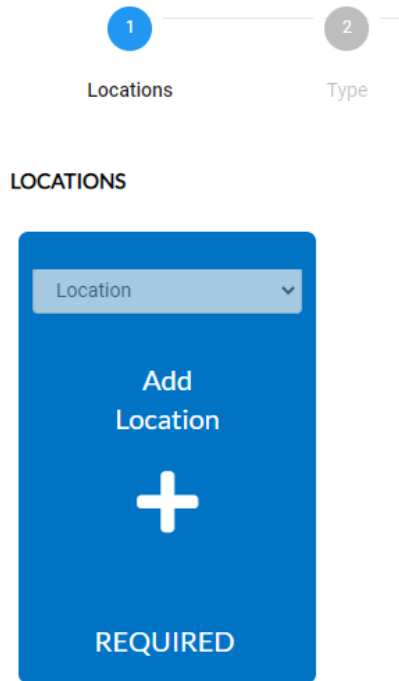 1
2
Locations
Type
LOCATIONS
Location
Add
Location
REQUIRED